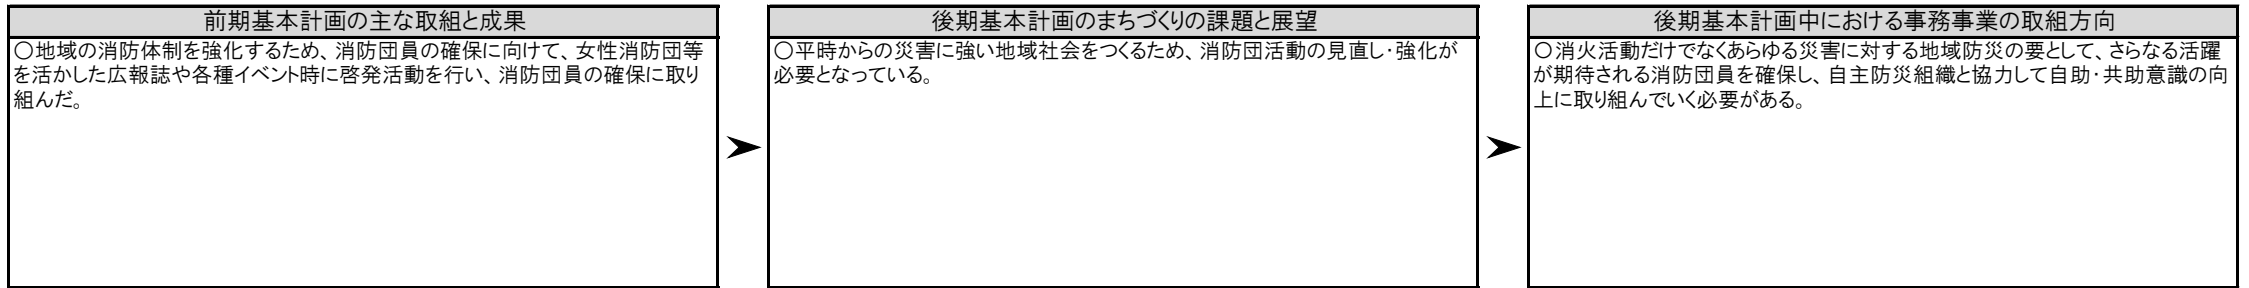 前期基本計画の主な取組と成果
〇地域の消防体制を強化するため、消防団員の確保に向けて、女性消防団等
を活かした広報誌や各種イベント時に啓発活動を行い、消防団員の確保に取り
組んだ。
後期基本計画のまちづくりの課題と展望
〇平時からの災害に強い地域社会をつくるため、消防団活動の見直し・強化が
必要となっている。
後期基本計画中における事務事業の取組方向
〇消火活動だけでなくあらゆる災害に対する地域防災の要として、さらなる活躍
が期待される消防団員を確保し、自主防災組織と協力して自助・共助意識の向
上に取り組んでいく必要がある。